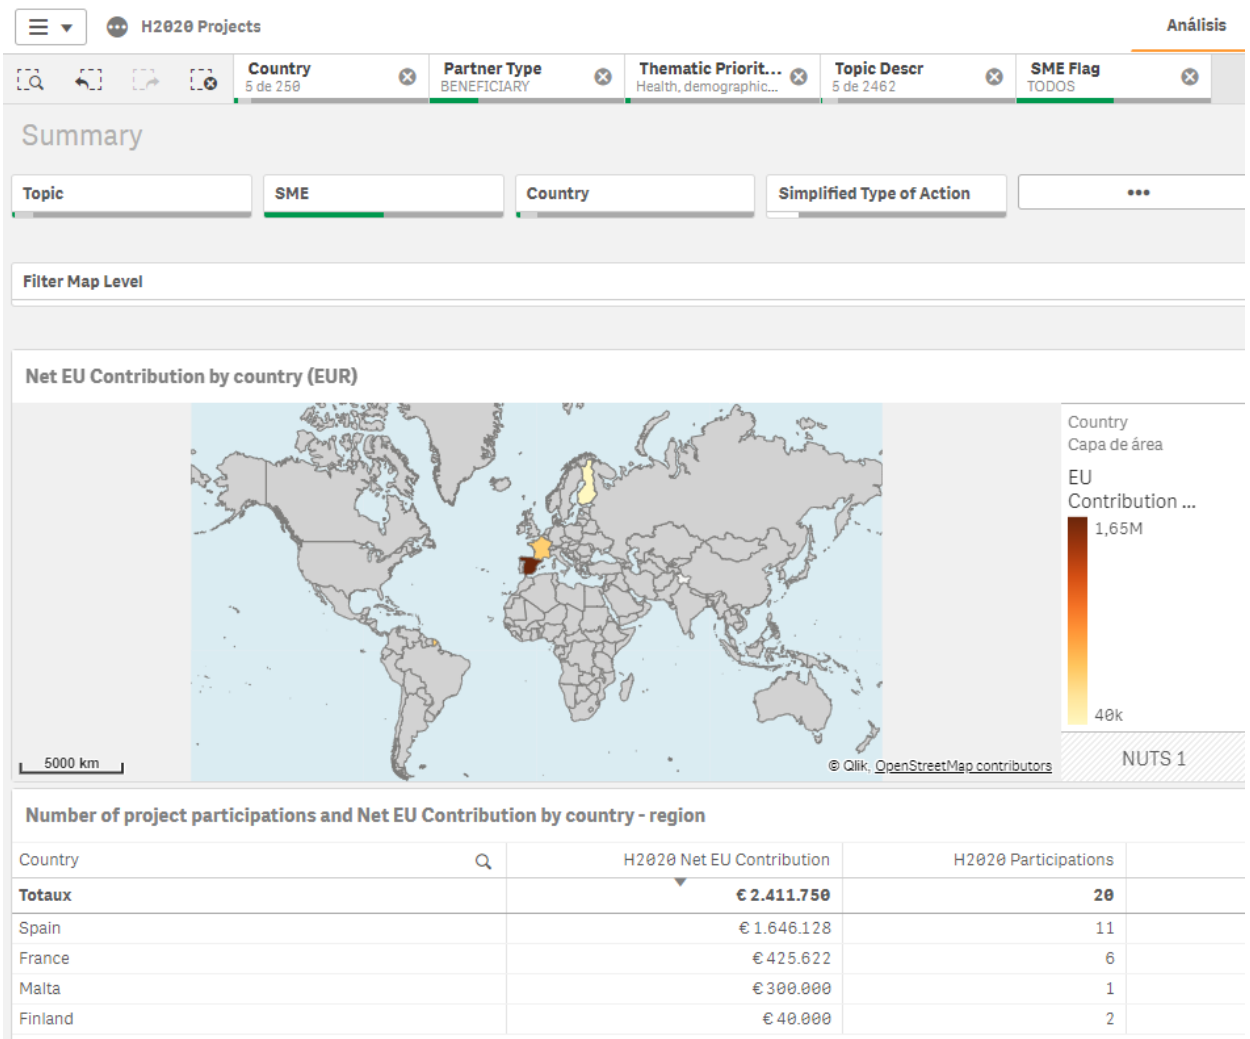 H2020 Projects
Análisis
Country
5 de 250
Partner Type
BENEFICIARY
Thematic Priorit...
Health, demographic...
Topic Descr
5 de 2462
SME Flag
TODOS
Summary
Topic
SME
Country
Simplified Type of Action
•••
Filter Map Level
Net EU Contribution by country (EUR)
Country
Capa de área
EU
Contribution ...
1,65M
40k
NUTS 1
5000 km
© Qlik, OpenStreetMap contributors
Number of project participations and Net EU Contribution by country - region
Country H2020 Net EU Contribution H2020 Participations
Totaux € 2.411.750 20
Spain € 1.646.128 11
France € 425.622 6
Malta € 300.000 1
Finland € 40.000 2